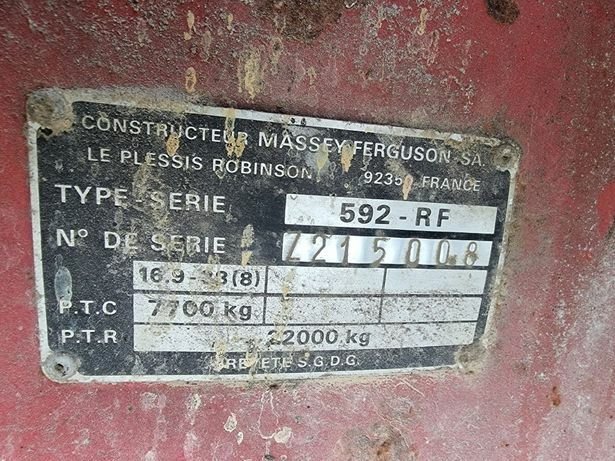 CONSTRUCTEUR MASSEY FERGUSON SA
LE PLESSIS ROBINSON 92350 FRANCE
TYPE-SERIE 592-RF
N° DE SERIE Z215008
16.9-38(8)
P.T.C 7700 kg
P.T.R 22000 kg
BREVETE S.G.D.G.